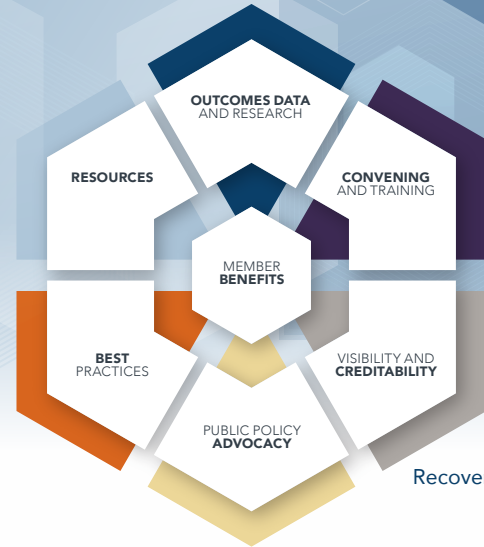 OUTCOMES DATA
AND RESEARCH
RESOURCES
CONVENING
AND TRAINING
MEMBER
BENEFITS
BEST
PRACTICES
VISIBILITY AND
CREDITABILITY
PUBLIC POLICY
ADVOCACY
Recove